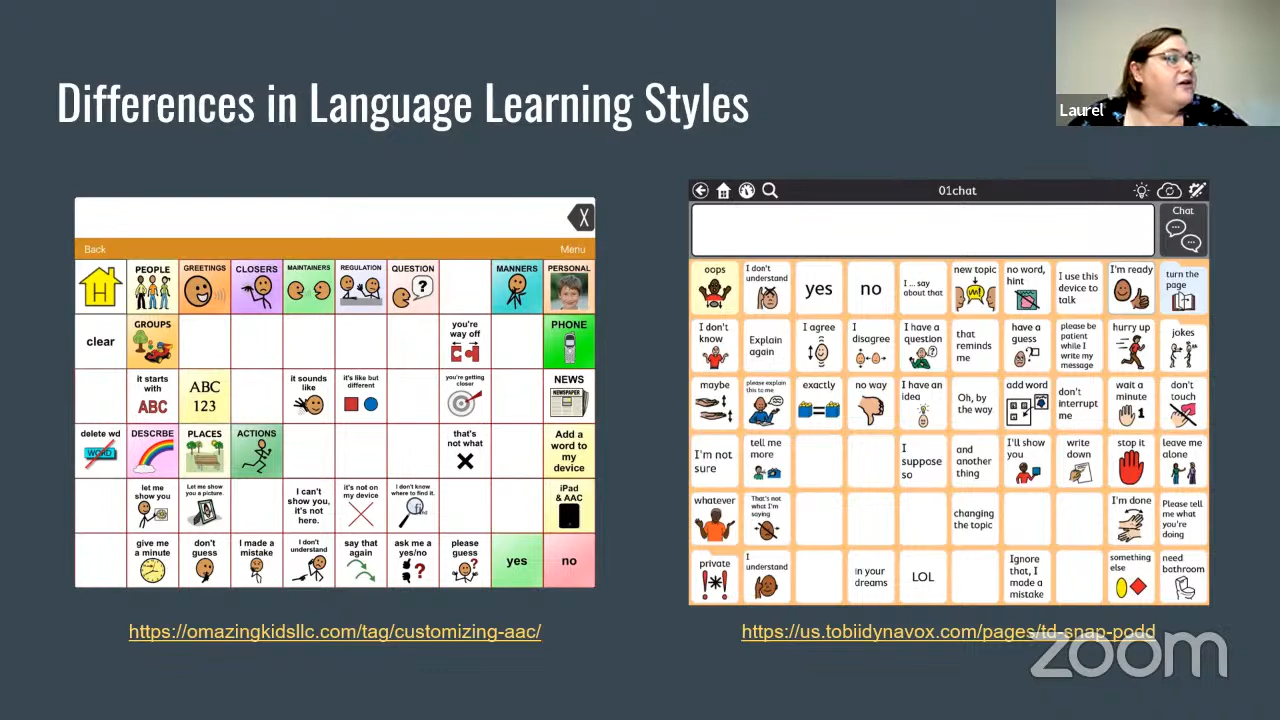 Differences in Language Learning Styles
Laurel
X
Back
Menu
H
PEOPLE
GREETINGS
CLOSERS
MAINTAINERS
REGULATION
QUESTION
?
MANNERS
PERSONAL
clear
GROUPS
you're
way off
PHONE
it starts
with
ABC
ABC
123
it sounds
like
it's like but
different
you're getting
closer
NEWS
NEWSPAPER
delete wd
WORD
DESCRBE
PLACES
ACTIONS
that's
not what
Add a
word to
my
device
let me
show you
Let me show
you a picture.
I can't
show you,
it's not
here.
it's not on
my device
I don't know
where to find it.
iPad
& AAC
give me
a minute
don't
guess
I made a
mistake
I don't
understand
say that
again
ask me a
yes/no
?
please
guess
?
yes
no
https://omazingkidsllc.com/tag/customizing-aac/
01chat
Chat
oops
I don't
understand
yes
no
I ... say
about that
new topic
no word,
hint
I use this
device to
talk
I'm ready
turn the
page
I don't
know
Explain
again
I agree
I
disagree
I have a
question
?
that
reminds
me
have a
guess
?
please be
patient
while I
write my
message
hurry up
jokes
maybe
please explain
this to me
exactly
=
no way
I have an
idea
Oh, by
the way
add word
don't
interrupt
me
wait a
minute
1
don't
touch
I'm not
sure
tell me
more
I
suppose
so
and
another
thing
I'll show
you
write
down
stop it
leave me
alone
whatever
That's not
what I'm
saying
changing
the topic
I'm done
Please tell
me what
you're
doing
private
!*!
I
understand
in your
dreams
LOL
Ignore
that, I
made a
mistake
something
else
need
bathroom
https://us.tobiidynavox.com/pages/td-snap-podd
zoom